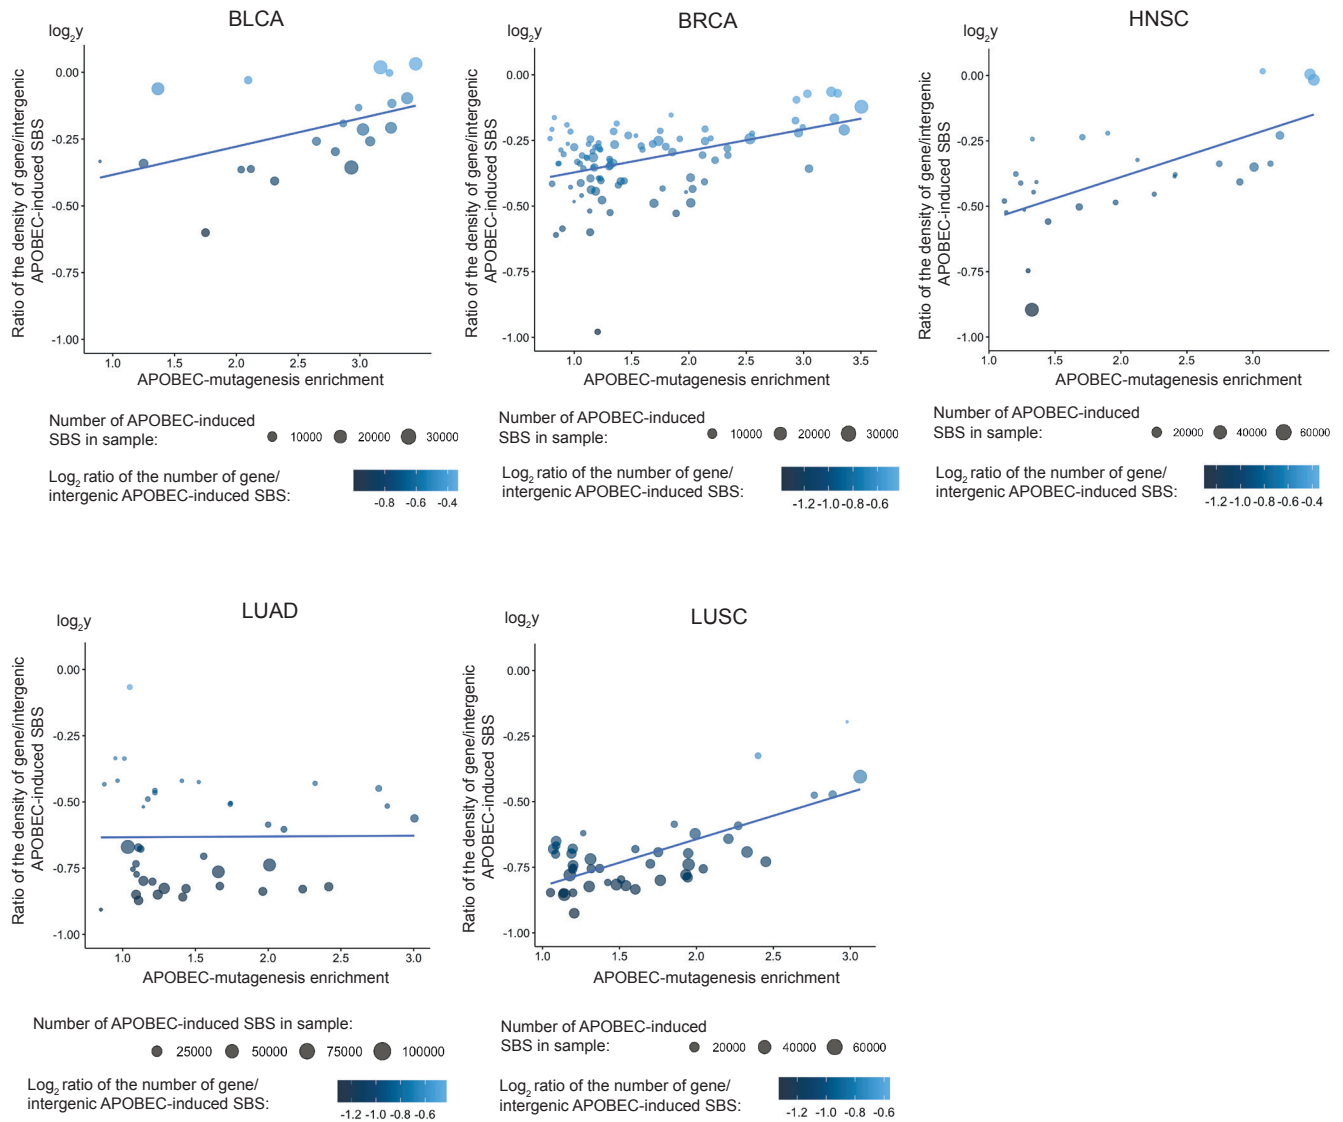 BLCA
log2y
Ratio of the density of gene/intergenic
APOBEC-induced SBS
0.00
-0.25
-0.50
-0.75
-1.00
1.0 1.5 2.0 2.5 3.0
APOBEC-mutagenesis enrichment
Number of APOBEC-induced
SBS in sample: 10000 20000 30000
Log2 ratio of the number of gene/
intergenic APOBEC-induced SBS:
-0.8 -0.6 -0.4
BRCA
log2y
Ratio of the density of gene/intergenic
APOBEC-induced SBS
0.00
-0.25
-0.50
-0.75
-1.00
1.0 1.5 2.0 2.5 3.0 3.5
APOBEC-mutagenesis enrichment
Number of APOBEC-induced
SBS in sample: 10000 20000 30000
Log2 ratio of the number of gene/
intergenic APOBEC-induced SBS:
-1.2 -1.0 -0.8 -0.6
HNSC
log2y
Ratio of the density of gene/intergenic
APOBEC-induced SBS
0.00
-0.25
-0.50
-0.75
-1.00
1.0 1.5 2.0 2.5 3.0
APOBEC-mutagenesis enrichment
Number of APOBEC-induced
SBS in sample: 20000 40000 60000
Log2 ratio of the number of gene/
intergenic APOBEC-induced SBS:
-1.2 -1.0 -0.8 -0.6 -0.4
LUAD
log2y
Ratio of the density of gene/intergenic
APOBEC-induced SBS
0.00
-0.25
-0.50
-0.75
-1.00
1.0 1.5 2.0 2.5 3.0
APOBEC-mutagenesis enrichment
Number of APOBEC-induced SBS in sample:
25000 50000 75000 100000
Log2 ratio of the number of gene/
intergenic APOBEC-induced SBS:
-1.2 -1.0 -0.8 -0.6
LUSC
log2y
Ratio of the density of gene/intergenic
APOBEC-induced SBS
0.00
-0.25
-0.50
-0.75
-1.00
1.0 1.5 2.0 2.5 3.0
APOBEC-mutagenesis enrichment
Number of APOBEC-induced
SBS in sample: 20000 40000 60000
Log2 ratio of the number of gene/
intergenic APOBEC-induced SBS:
-1.2 -1.0 -0.8 -0.6